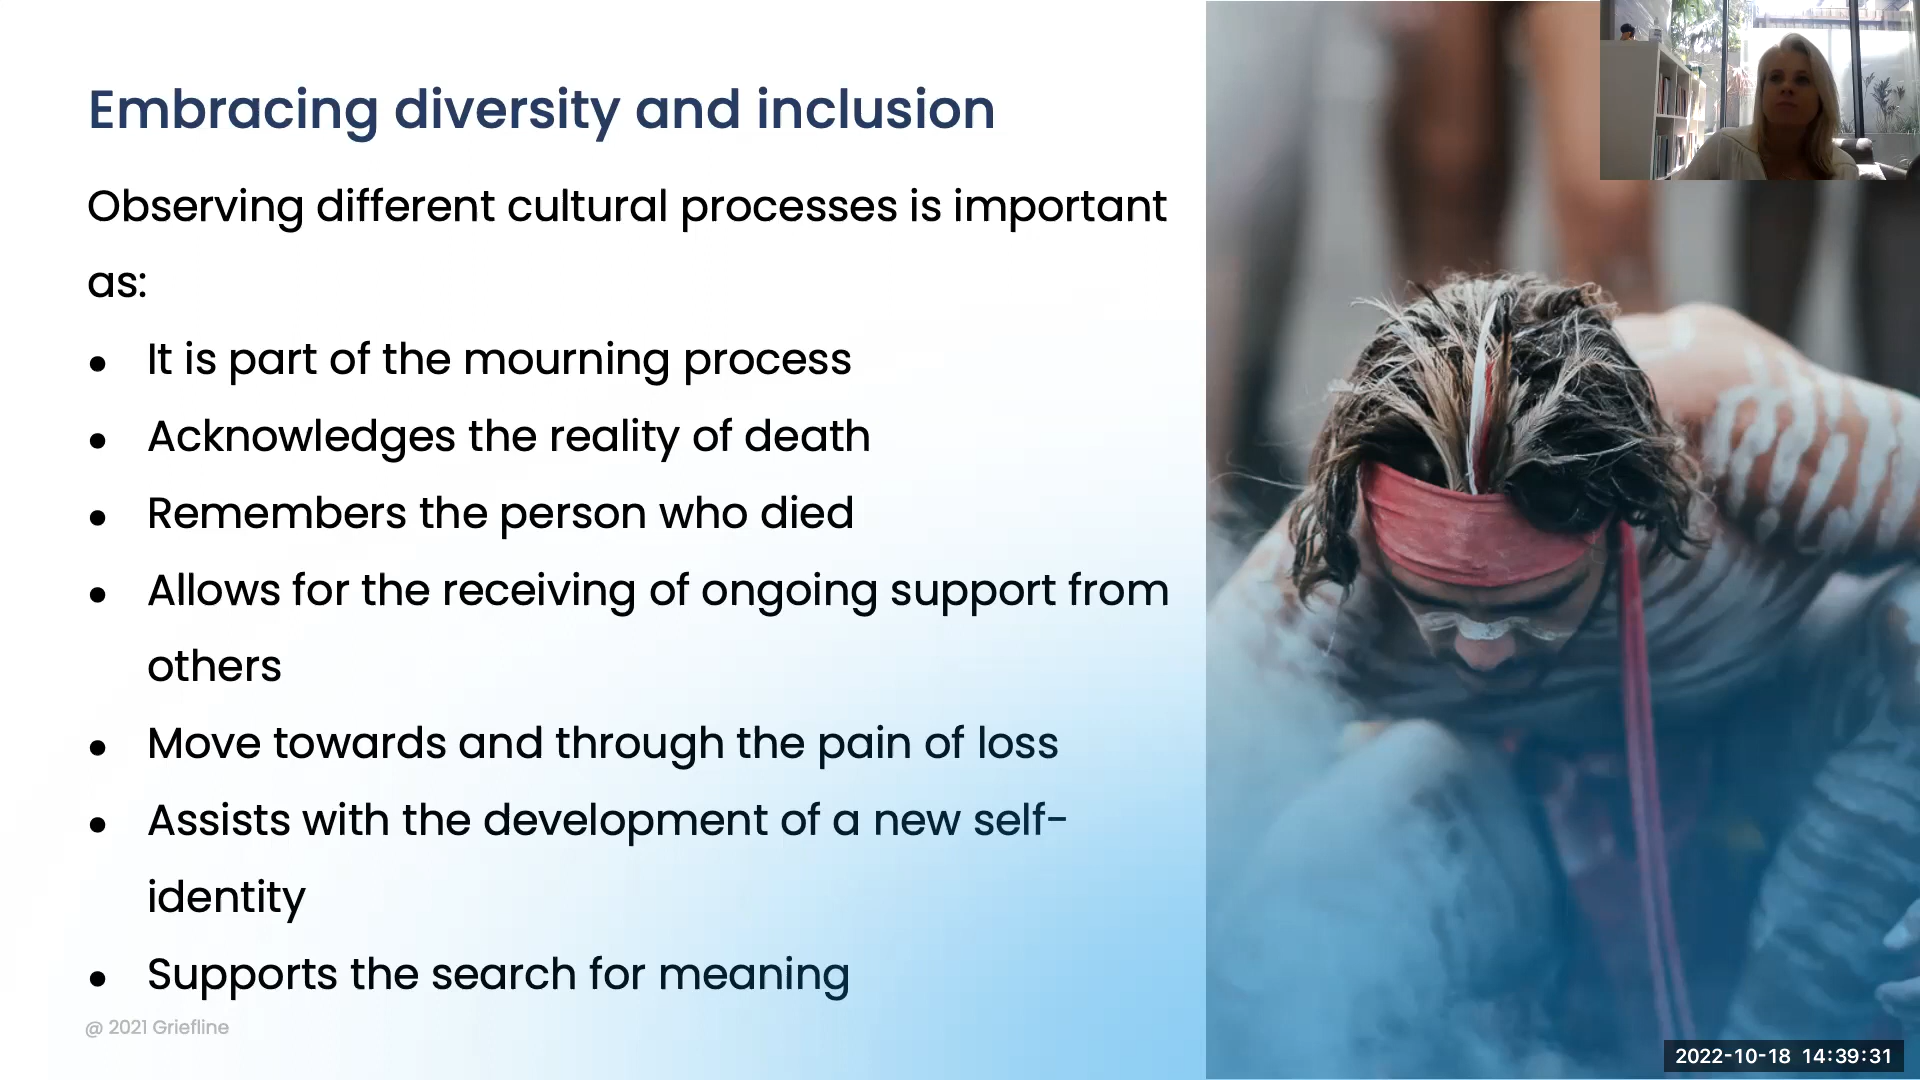 Embracing diversity and inclusion
Observing different cultural processes is important
as:
● It is part of the mourning process
● Acknowledges the reality of death
● Remembers the person who died
● Allows for the receiving of ongoing support from
others
● Move towards and through the pain of loss
● Assists with the development of a new self-
identity
● Supports the search for meaning
@ 2021 Griefline
2022-10-18 14:39:31